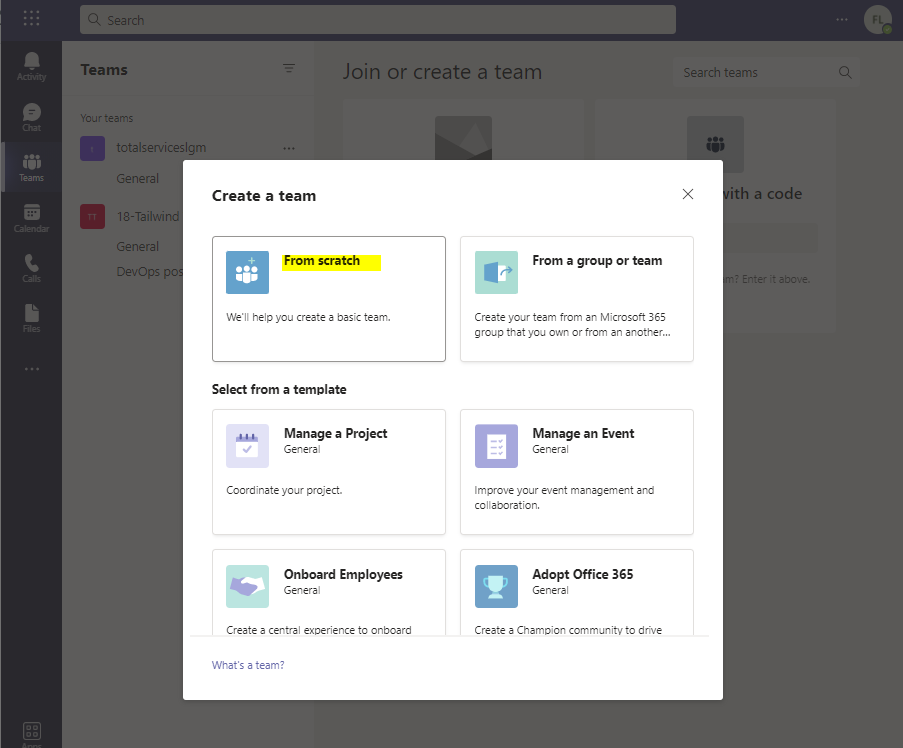 Search
FL
Activity
Chat
Teams
Calendar
Calls
Files
Apps
Teams
Your teams
totalserviceslgm
General
TT
18-Tailwind
General
DevOps pos
Join or create a team
Search teams
with a code
m? Enter it above.
Create a team
From scratch
We'll help you create a basic team.
From a group or team
Create your team from an Microsoft 365
group that you own or from an another...
Select from a template
Manage a Project
General
Coordinate your project.
Manage an Event
General
Improve your event management and
collaboration.
Onboard Employees
General
Create a central experience to onboard
Adopt Office 365
General
Create a Champion community to drive
What's a team?